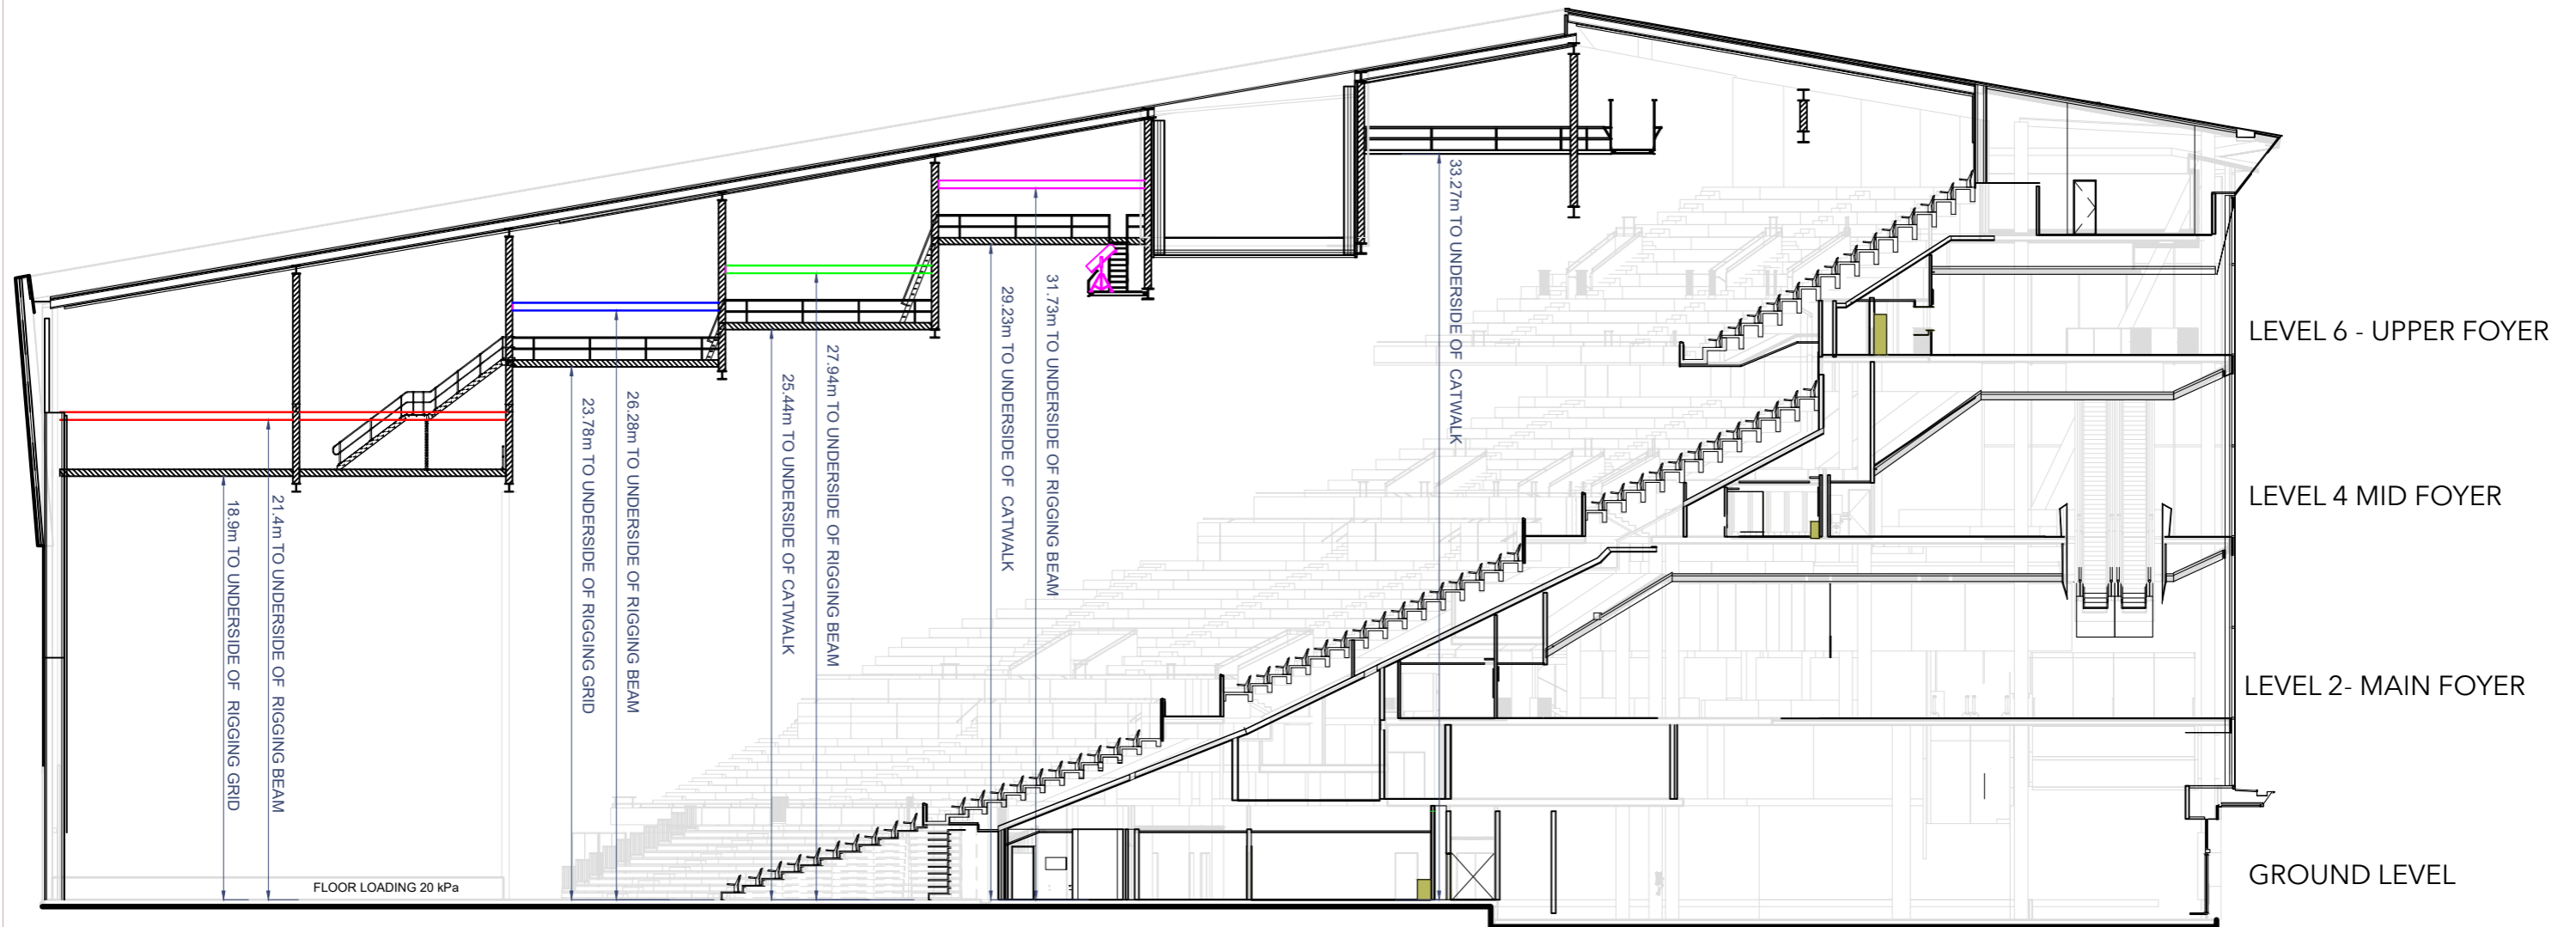 18.9m TO UNDERSIDE OF RIGGING GRID
21.4m TO UNDERSIDE OF RIGGING BEAM
23.78m TO UNDERSIDE OF RIGGING GRID
26.28m TO UNDERSIDE OF RIGGING BEAM
25.44m TO UNDERSIDE OF CATWALK
27.94m TO UNDERSIDE OF RIGGING BEAM
29.23m TO UNDERSIDE OF CATWALK
31.73m TO UNDERSIDE OF RIGGING BEAM
33.27m TO UNDERSIDE OF CATWALK
LEVEL 6 - UPPER FOYER
LEVEL 4 MID FOYER
LEVEL 2- MAIN FOYER
GROUND LEVEL
FLOOR LOADING 20 kPa